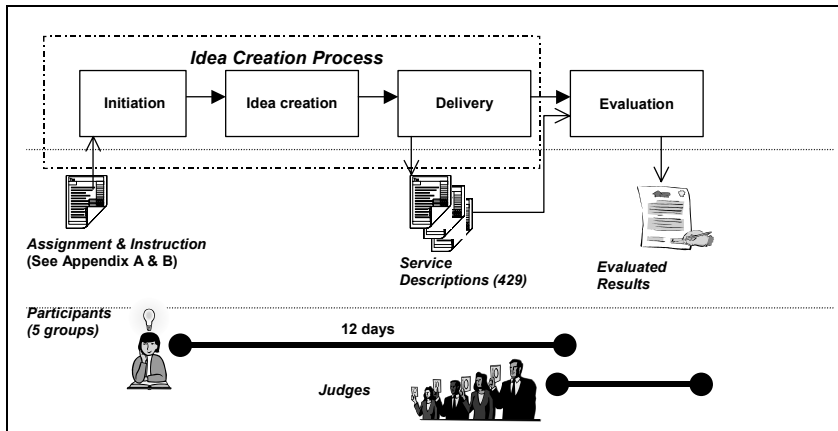 Idea Creation Process
Initiation
Idea creation
Delivery
Evaluation
Assignment & Instruction
(See Appendix A & B)
Service
Descriptions (429)
Evaluated
Results
Participants
(5 groups)
12 days
Judges